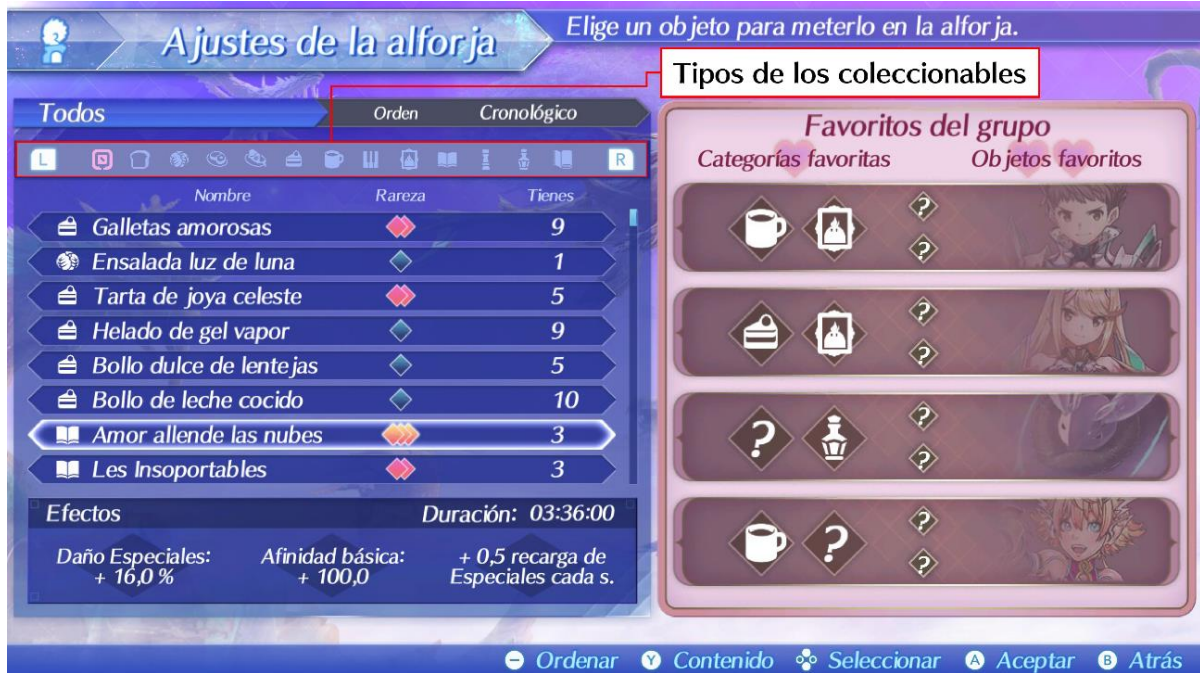 Ajustes de la alforja
Elige un objeto para meterlo en la alforja.
Tipos de los coleccionables
Todos Orden Cronológico
L R
Nombre Rareza Tienes
Galletas amorosas 9
Ensalada luz de luna 1
Tarta de joya celeste 5
Helado de gel vapor 9
Bollo dulce de lentejas 5
Bollo de leche cocido 10
Amor allende las nubes 3
Les Insoportables 3
Efectos Duración: 03:36:00
Daño Especiales: Afinidad básica: + 0,5 recarga de
+ 16,0 % + 100,0 Especiales cada s.
Favoritos del grupo
Categorías favoritas Objetos favoritos
?
?
?
?
? ?
?
? ?
?
- Ordenar Y Contenido Seleccionar A Aceptar B Atrás